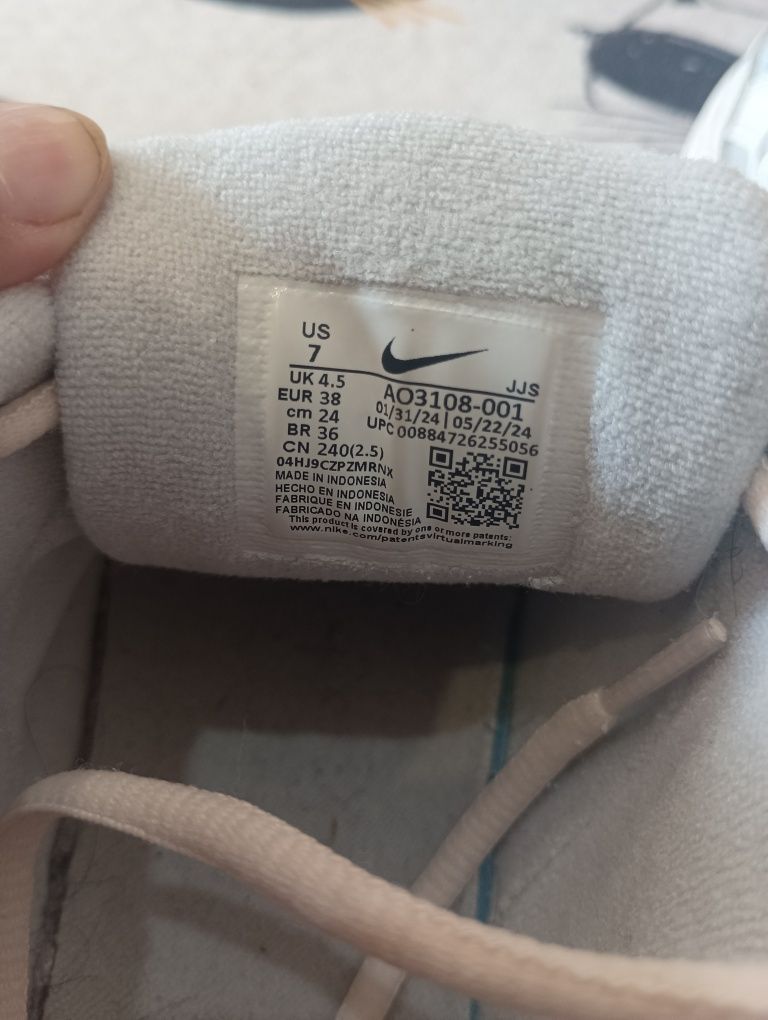 US
7
UK 4.5
EUR 38
cm 24
BR 36
CN 240(2.5)
JJS
AO3108-001
01/31/24 | 05/22/24
UPC 00884726255056
04HJ9CZPZMRNX
MADE IN INDONESIA
HECHO EN INDONESIA
FABRIQUE EN INDONESIE
FABRICADO NA INDONÉSIA
This product is covered by one or more patents:
www.nike.com/patentsvirtualmarking